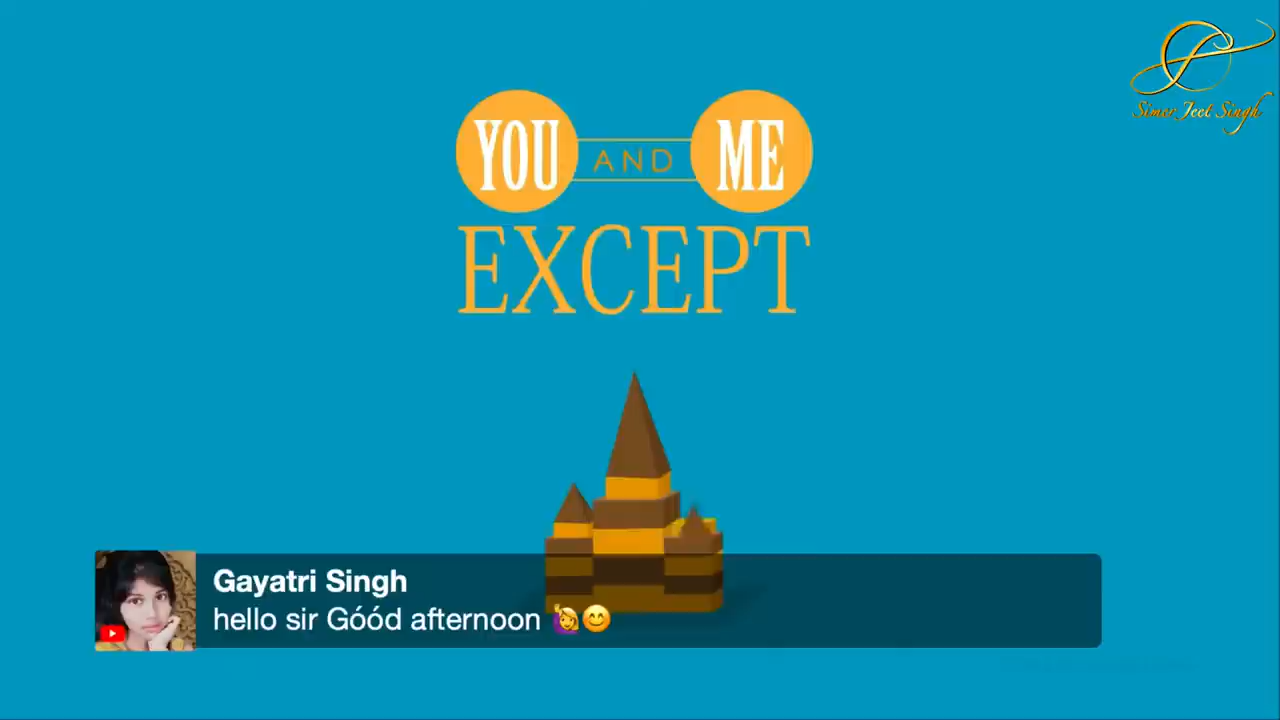 Simer Jeet Singh
YOU AND ME
EXCEPT
Gayatri Singh
hello sir Góód afternoon 🙋‍♀️😊